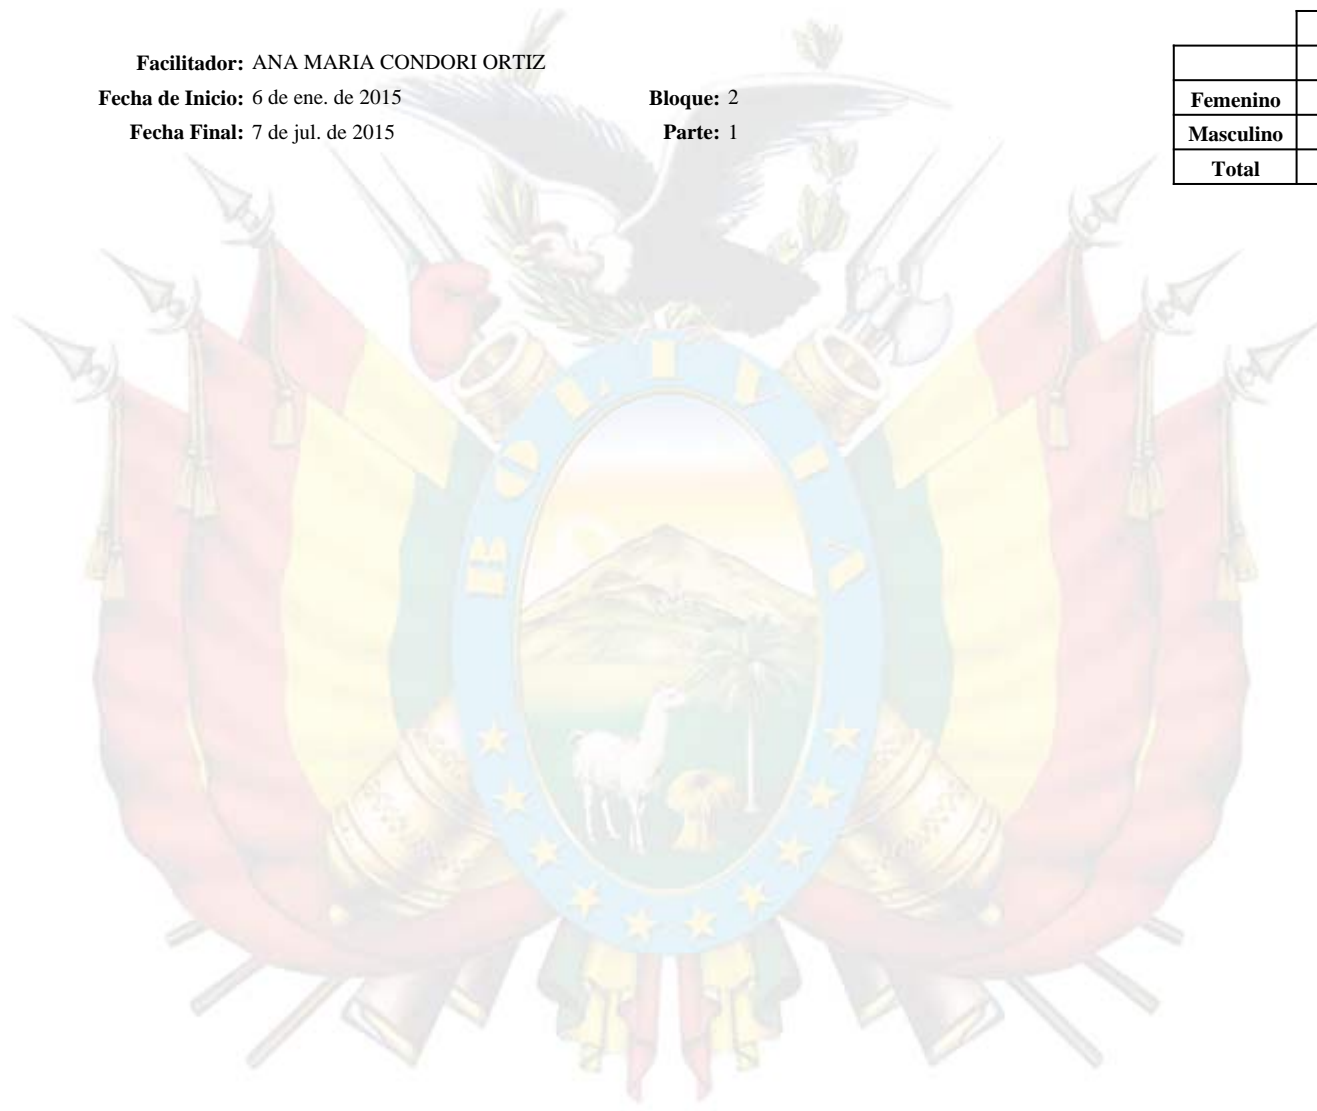 Facilitador: ANA MARIA CONDORI ORTIZ
Fecha de Inicio: 6 de ene. de 2015 Bloque: 2
Fecha Final: 7 de jul. de 2015 Parte: 1
Femenino
Masculino
Total
BOLIVIA